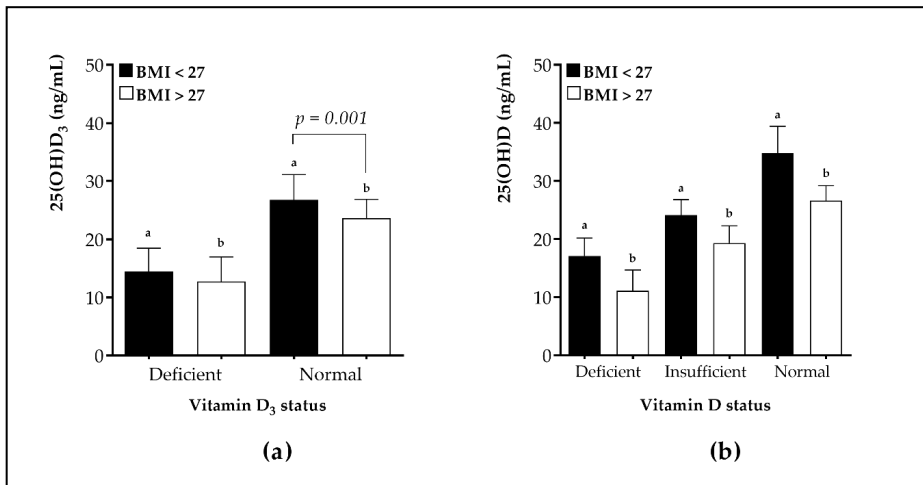 50
40
30
20
10
0
25(OH)D₃ (ng/mL)
BMI < 27
BMI > 27
p = 0.001
a
b
a
b
Deficient
Normal
Vitamin D₃ status
(a)
50
40
30
20
10
0
25(OH)D (ng/mL)
BMI < 27
BMI > 27
a
b
a
b
a
b
Deficient
Insufficient
Normal
Vitamin D status
(b)